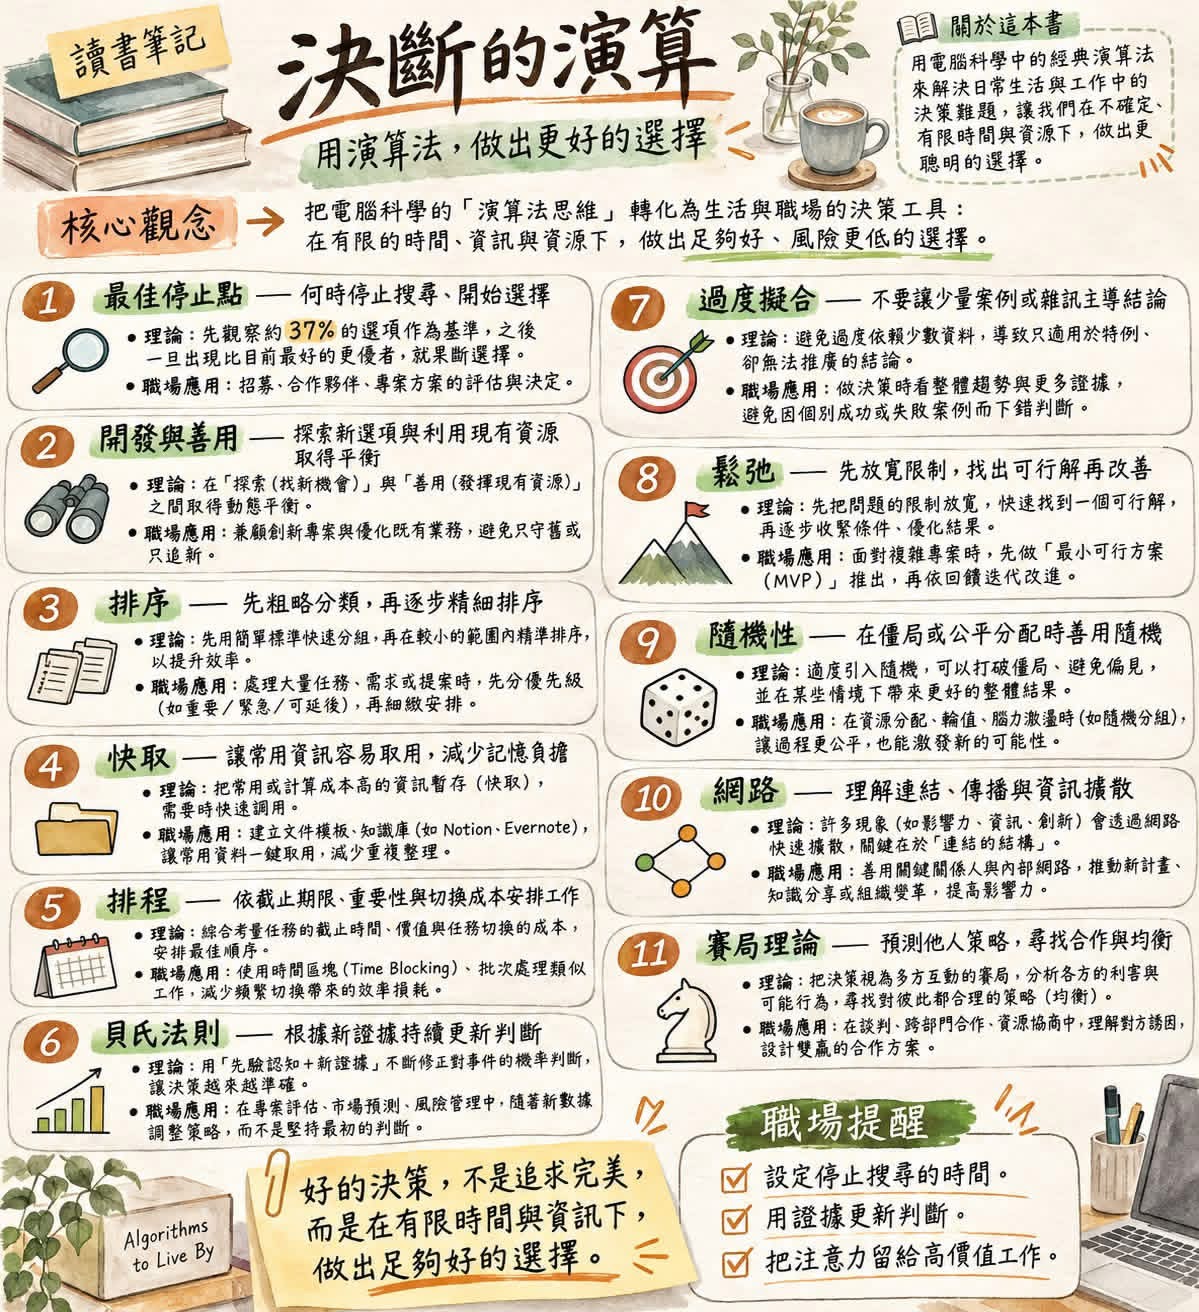 讀書筆記
決斷的演算
用演算法，做出更好的選擇
關於這本書
用電腦科學中的經典演算法
來解決日常生活與工作中的
決策難題，讓我們在不確定、
有限時間與資源下，做出更
聰明的選擇。
核心觀念
把電腦科學的「演算法思維」轉化為生活與職場的決策工具：
在有限的時間、資訊與資源下，做出足夠好、風險更低的選擇。
1 最佳停止點 —— 何時停止搜尋、開始選擇
• 理論：先觀察約 37% 的選項作為基準，之後
一旦出現比目前最好的更優者，就果斷選擇。
• 職場應用：招募、合作夥伴、專案方案的評估與決定。
2 開發與善用 —— 探索新選項與利用現有資源
取得平衡
• 理論：在「探索（找新機會）」與「善用（發揮現有資源）」
之間取得動態平衡。
• 職場應用：兼顧創新專案與優化既有業務，避免只守舊或
只追新。
3 排序 —— 先粗略分類，再逐步精細排序
• 理論：先用簡單標準快速分組，再在較小的範圍內精準排序，
以提升效率。
• 職場應用：處理大量任務、需求或提案時，先分優先級
（如重要／緊急／可延後），再細緻安排。
4 快取 —— 讓常用資訊容易取用，減少記憶負擔
• 理論：把常用或計算成本高的資訊暫存（快取），
需要時快速調用。
• 職場應用：建立文件模板、知識庫（如 Notion、Evernote），
讓常用資料一鍵取用，減少重複整理。
5 排程 —— 依截止期限、重要性與切換成本安排工作
• 理論：綜合考量任務的截止時間、價值與任務切換的成本，
安排最佳順序。
• 職場應用：使用時間區塊（Time Blocking）、批次處理類似
工作，減少頻繁切換帶來的效率損耗。
6 貝氏法則 —— 根據新證據持續更新判斷
• 理論：用「先驗認知＋新證據」不斷修正對事件的機率判斷，
讓決策越來越準確。
• 職場應用：在專案評估、市場預測、風險管理中，隨著新數據
調整策略，而不是堅持最初的判斷。
7 過度擬合 —— 不要讓少量案例或雜訊主導結論
• 理論：避免過度依賴少數資料，導致只適用於特例、
卻無法推廣的結論。
• 職場應用：做決策時看整體趨勢與更多證據，
避免因個別成功或失敗案例而下錯判斷。
8 鬆弛 —— 先放寬限制，找出可行解再改善
• 理論：先把問題的限制放寬，快速找到一個可行解，
再逐步收緊條件、優化結果。
• 職場應用：面對複雜專案時，先做「最小可行方案
（MVP）」推出，再依回饋迭代改進。
9 隨機性 —— 在僵局或公平分配時善用隨機
• 理論：適度引入隨機，可以打破僵局、避免偏見，
並在某些情境下帶來更好的整體結果。
• 職場應用：在資源分配、輪值、腦力激盪時（如隨機分組），
讓過程更公平，也能激發新的可能性。
10 網路 —— 理解連結、傳播與資訊擴散
• 理論：許多現象（如影響力、資訊、創新）會透過網路
快速擴散，關鍵在於「連結的結構」。
• 職場應用：善用關鍵關係人與內部網路，推動新計畫、
知識分享或組織變革，提高影響力。
11 賽局理論 —— 預測他人策略，尋找合作與均衡
• 理論：把決策視為多方互動的賽局，分析各方的利害與
可能行為，尋找對彼此都合理的策略（均衡）。
• 職場應用：在談判、跨部門合作、資源協商中，理解對方誘因，
設計雙贏的合作方案。
Algorithms
to Live By
好的決策，不是追求完美，
而是在有限時間與資訊下，
做出足夠好的選擇。
職場提醒
設定停止搜尋的時間。
用證據更新判斷。
把注意力留給高價值工作。